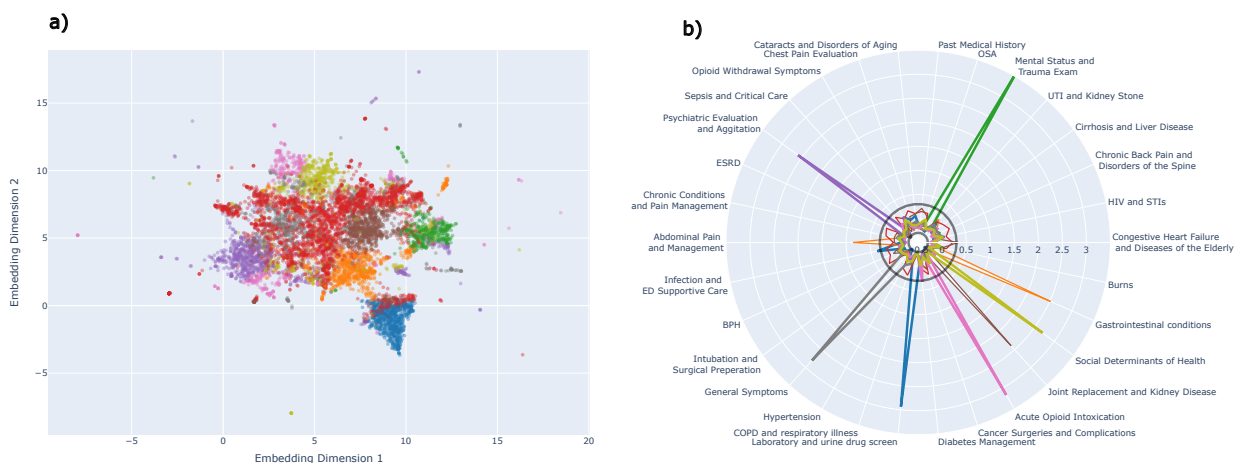 a)
15
10
5
0
−5
−5
0
5
10
15
20
Embedding Dimension 1
Embedding Dimension 2
b)
Cataracts and Disorders of Aging
Chest Pain Evaluation
Opioid Withdrawal Symptoms
Sepsis and Critical Care
Psychiatric Evaluation
and Aggitation
ESRD
Chronic Conditions
and Pain Management
Abdominal Pain
and Management
Infection and
ED Supportive Care
BPH
Intubation and
Surgical Preperation
General Symptoms
Hypertension
COPD and respiratory illness
Laboratory and urine drug screen
Past Medical History
OSA
Mental Status and
Trauma Exam
UTI and Kidney Stone
Cirrhosis and Liver Disease
Chronic Back Pain and
Disorders of the Spine
HIV and STIs
Congestive Heart Failure
and Diseases of the Elderly
Burns
Gastrointestinal conditions
Social Determinants of Health
Joint Replacement and Kidney Disease
Acute Opioid Intoxication
Cancer Surgeries and Complications
Diabetes Management
0.5 1 1.5 2 2.5 3